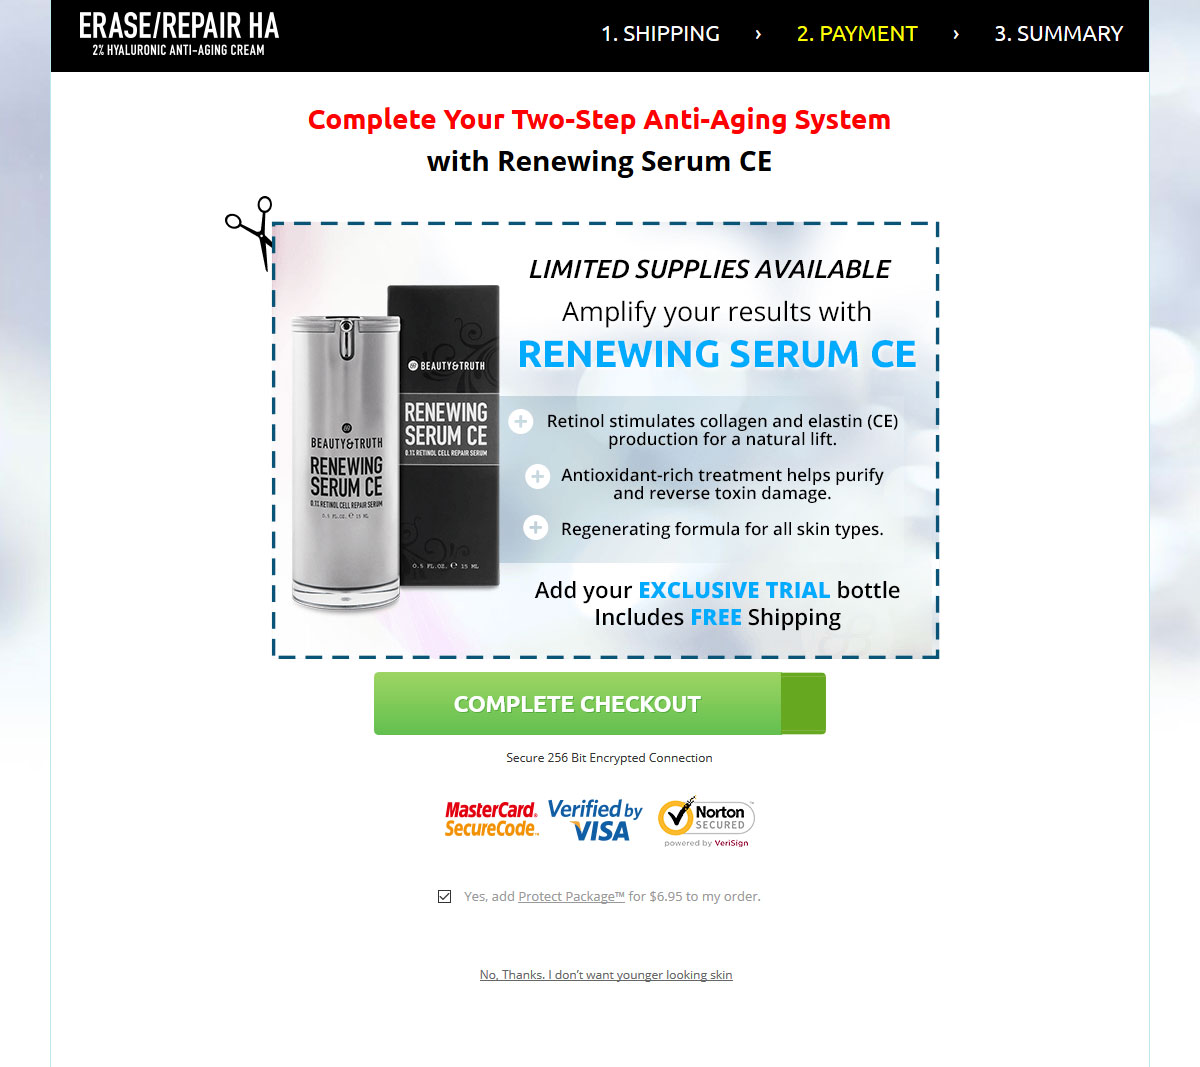 ERASE/REPAIR HA
2% HYALURONIC ANTI-AGING CREAM
1. SHIPPING › 2. PAYMENT › 3. SUMMARY
Complete Your Two-Step Anti-Aging System
with Renewing Serum CE
LIMITED SUPPLIES AVAILABLE
Amplify your results with
RENEWING SERUM CE
BEAUTY&TRUTH
RENEWING
SERUM CE
0.1% RETINOL CELL REPAIR SERUM
0.5 FL.OZ. ℮ 15 ML
BEAUTY&TRUTH
RENEWING
SERUM CE
0.1% RETINOL CELL REPAIR SERUM
0.5 FL.OZ. ℮ 15 ML
Retinol stimulates collagen and elastin (CE)
production for a natural lift.
Antioxidant-rich treatment helps purify
and reverse toxin damage.
Regenerating formula for all skin types.
Add your EXCLUSIVE TRIAL bottle
Includes FREE Shipping
COMPLETE CHECKOUT
Secure 256 Bit Encrypted Connection
MasterCard.
SecureCode™
Verified by
VISA
Norton™
SECURED
powered by VeriSign
Yes, add Protect Package™ for $6.95 to my order.
No, Thanks. I don’t want younger looking skin